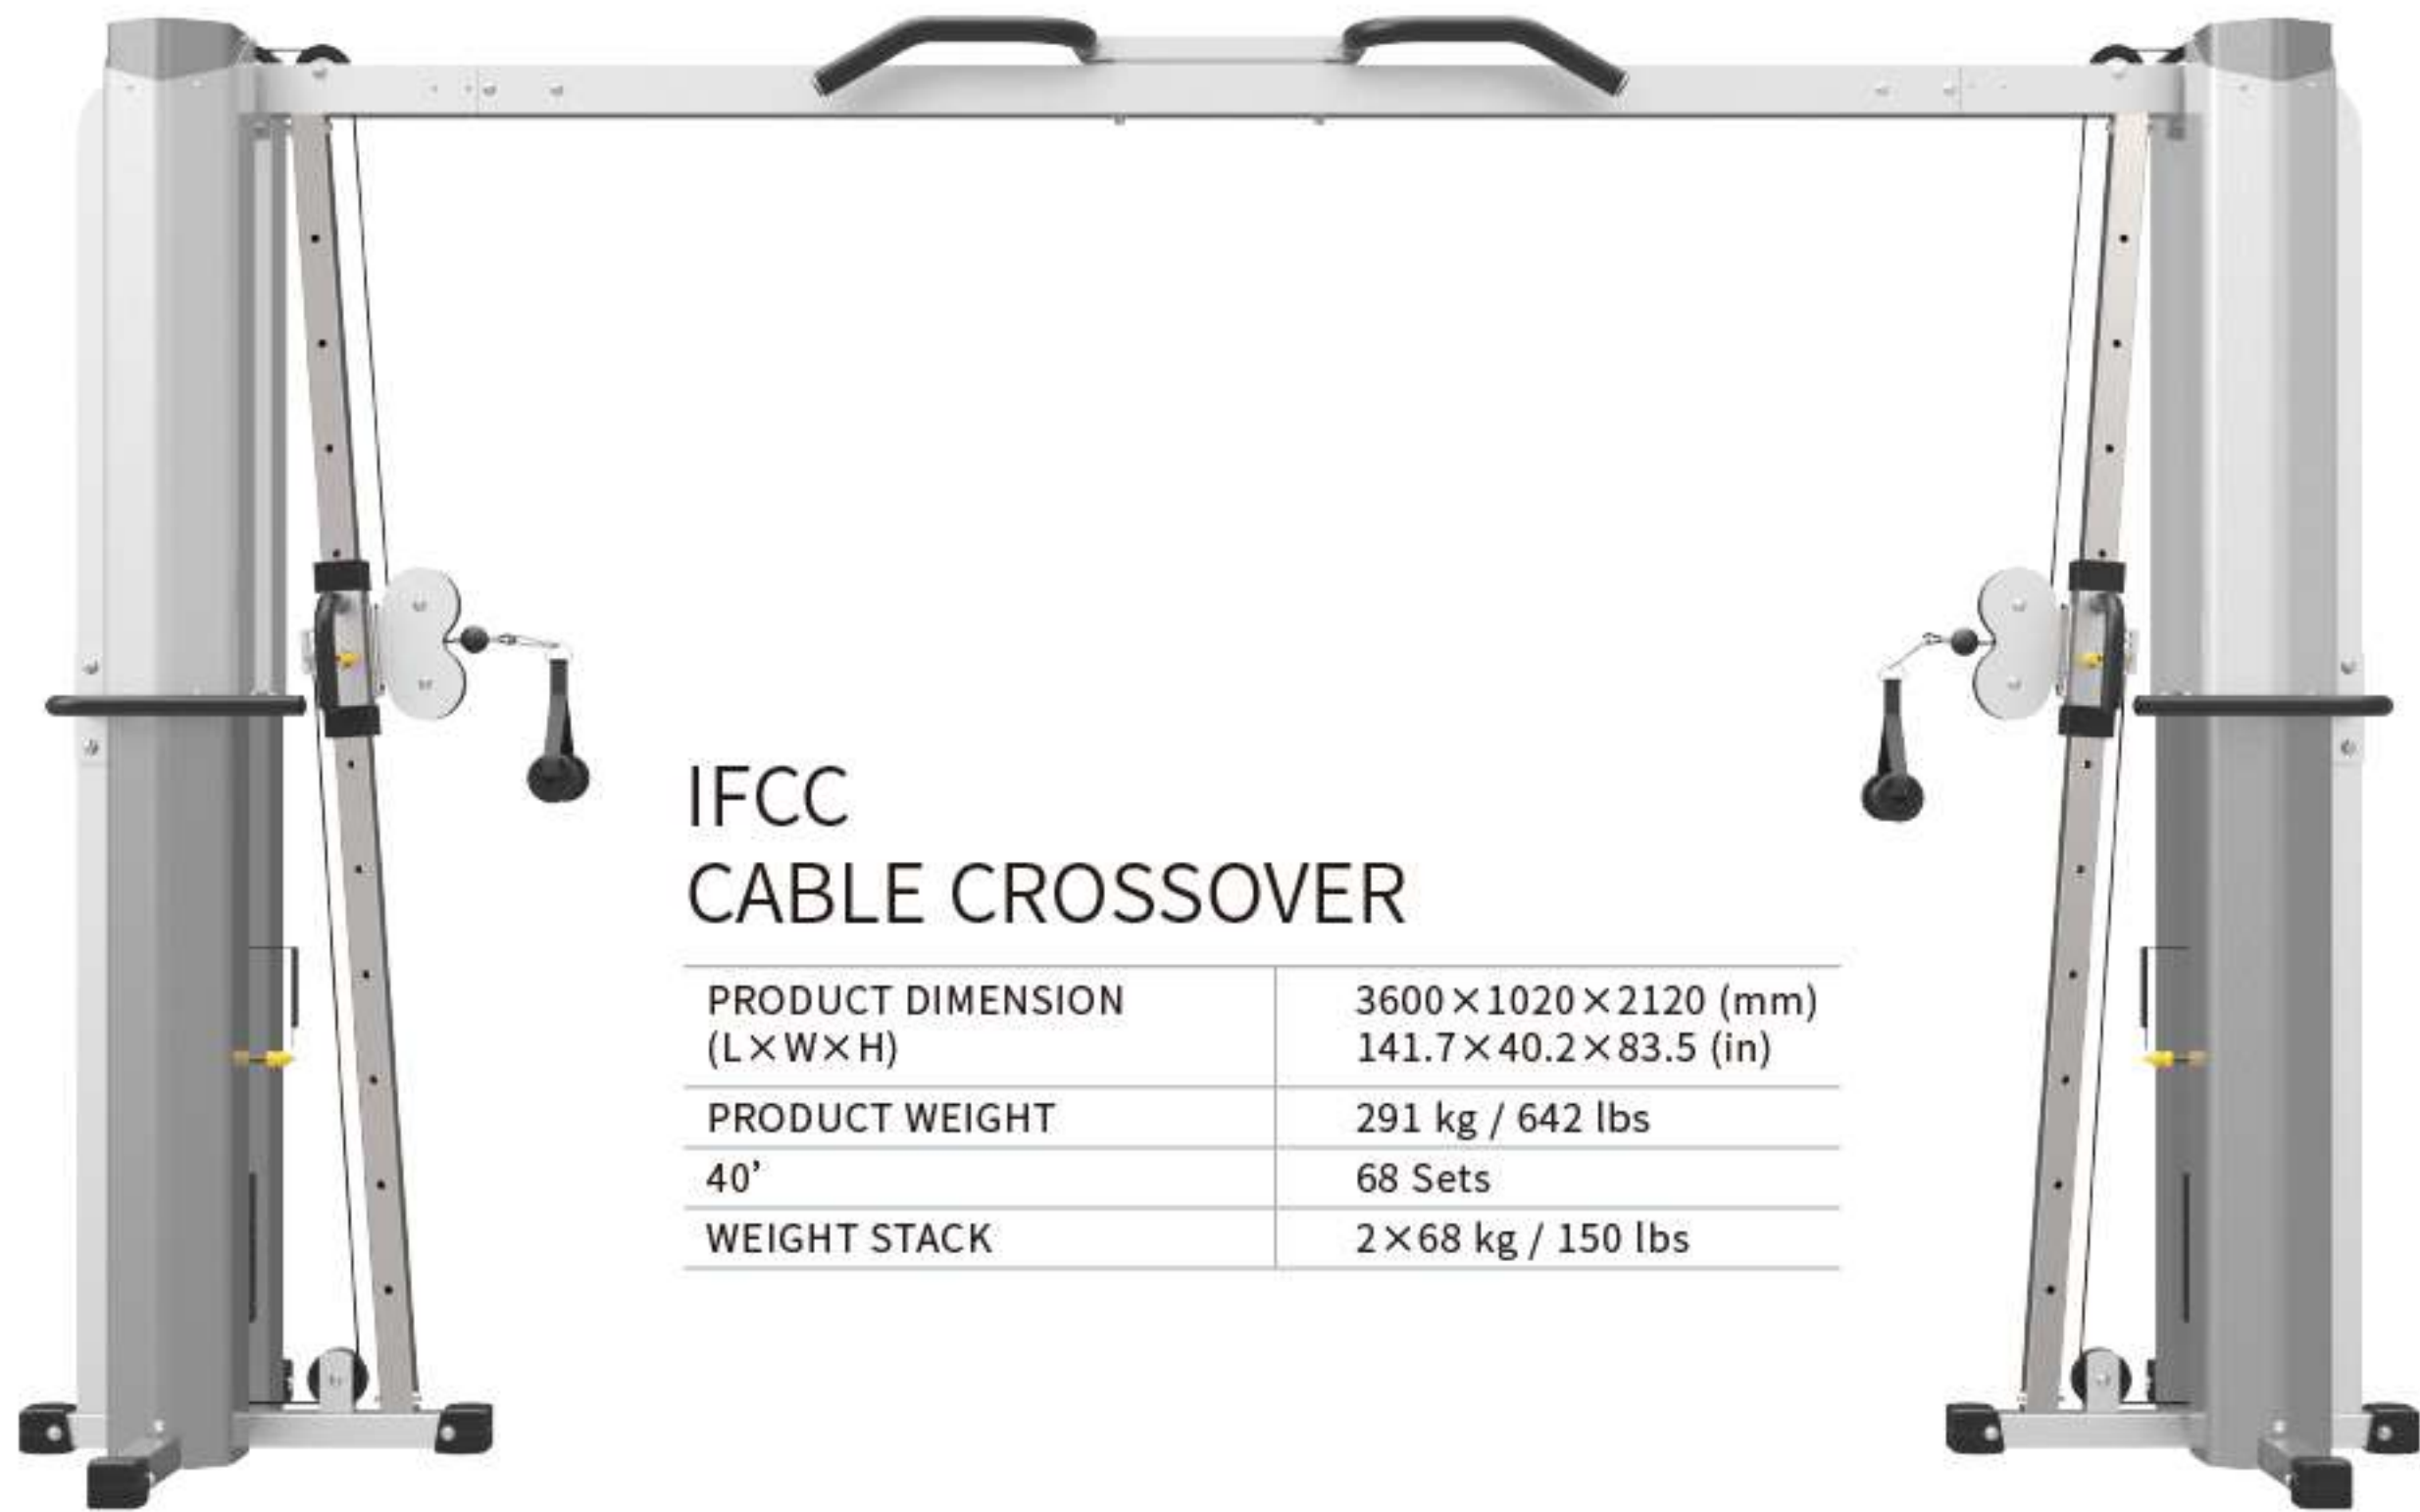 IFCC
CABLE CROSSOVER
PRODUCT DIMENSION
(L×W×H)
3600×1020×2120 (mm)
141.7×40.2×83.5 (in)
PRODUCT WEIGHT
291 kg / 642 lbs
40’
68 Sets
WEIGHT STACK
2×68 kg / 150 lbs